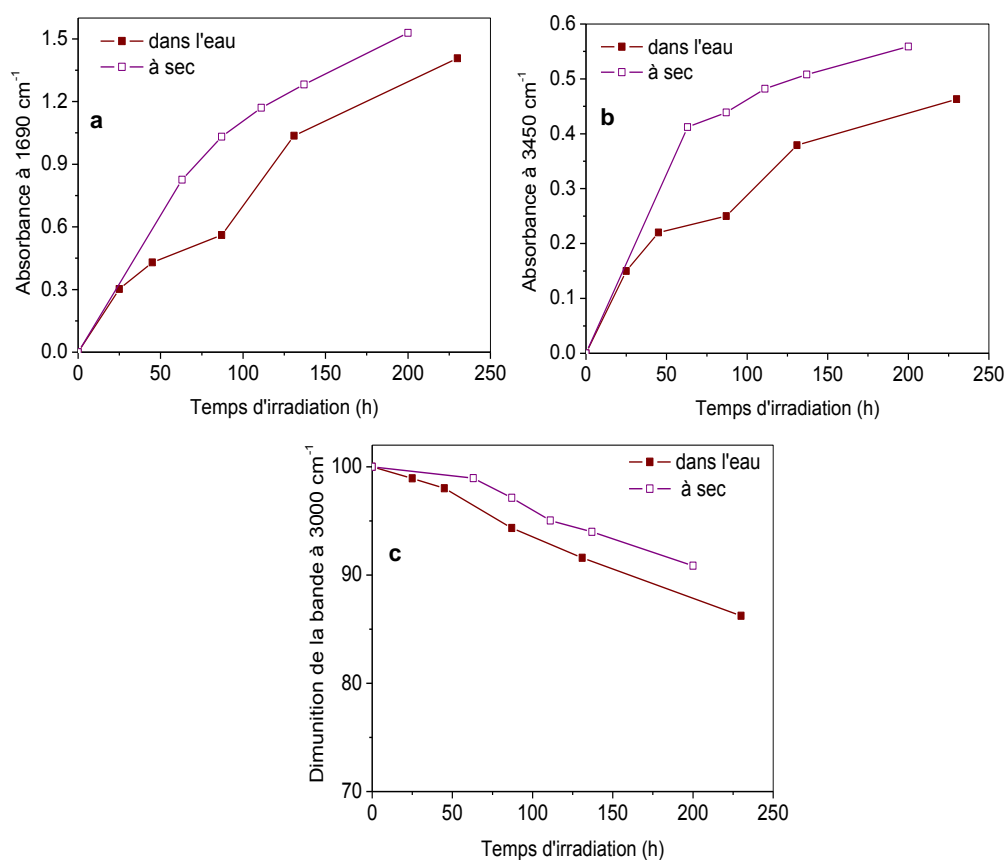 1.5
1.2
0.9
0.6
0.3
0.0
Absorbance à 1690 cm⁻¹
dans l'eau
à sec
a
0 50 100 150 200 250
Temps d'irradiation (h)
0.6
0.5
0.4
0.3
0.2
0.1
0.0
Absorbance à 3450 cm⁻¹
dans l'eau
à sec
b
0 50 100 150 200 250
Temps d'irradiation (h)
100
90
80
70
Dimunition de la bande à 3000 cm⁻¹
dans l'eau
à sec
c
0 50 100 150 200 250
Temps d'irradiation (h)